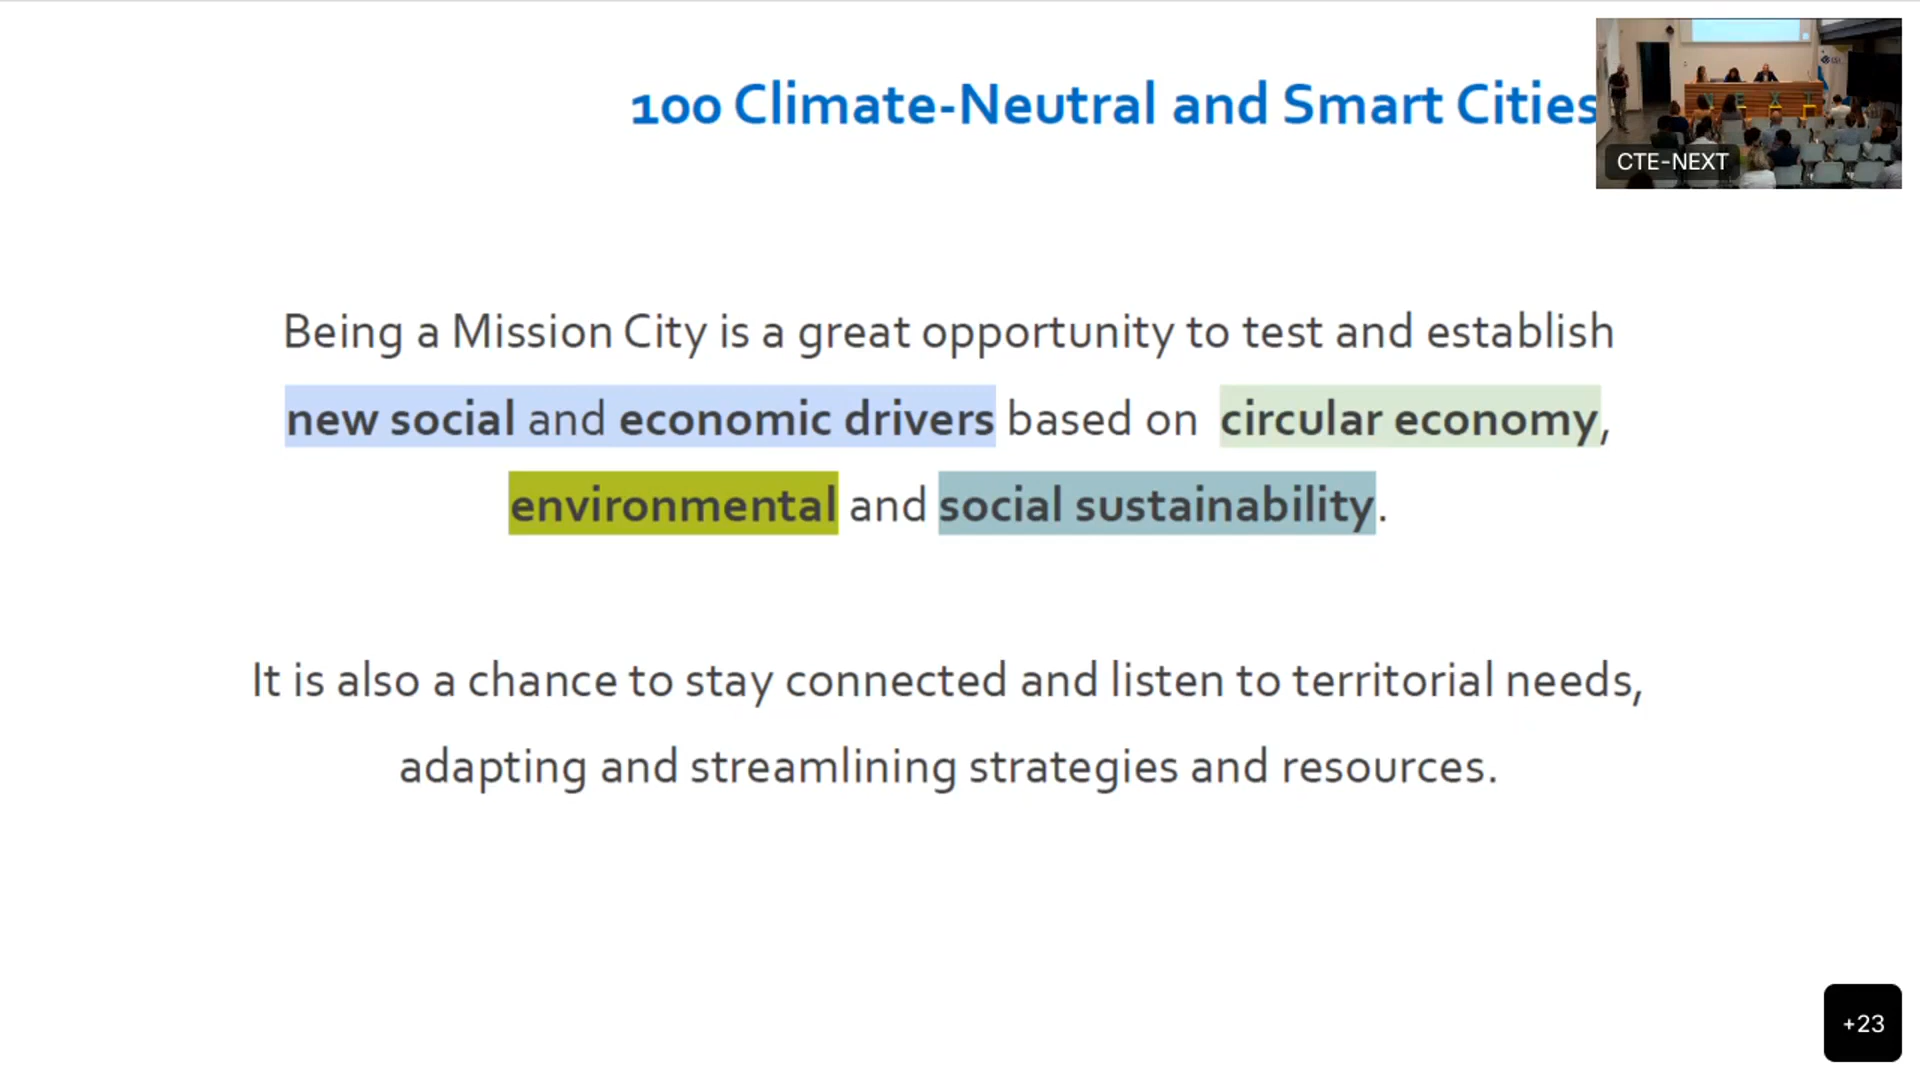 100 Climate-Neutral and Smart Cities
CTE-NEXT
Being a Mission City is a great opportunity to test and establish
new social and economic drivers based on circular economy,
environmental and social sustainability.
It is also a chance to stay connected and listen to territorial needs,
adapting and streamlining strategies and resources.
+23